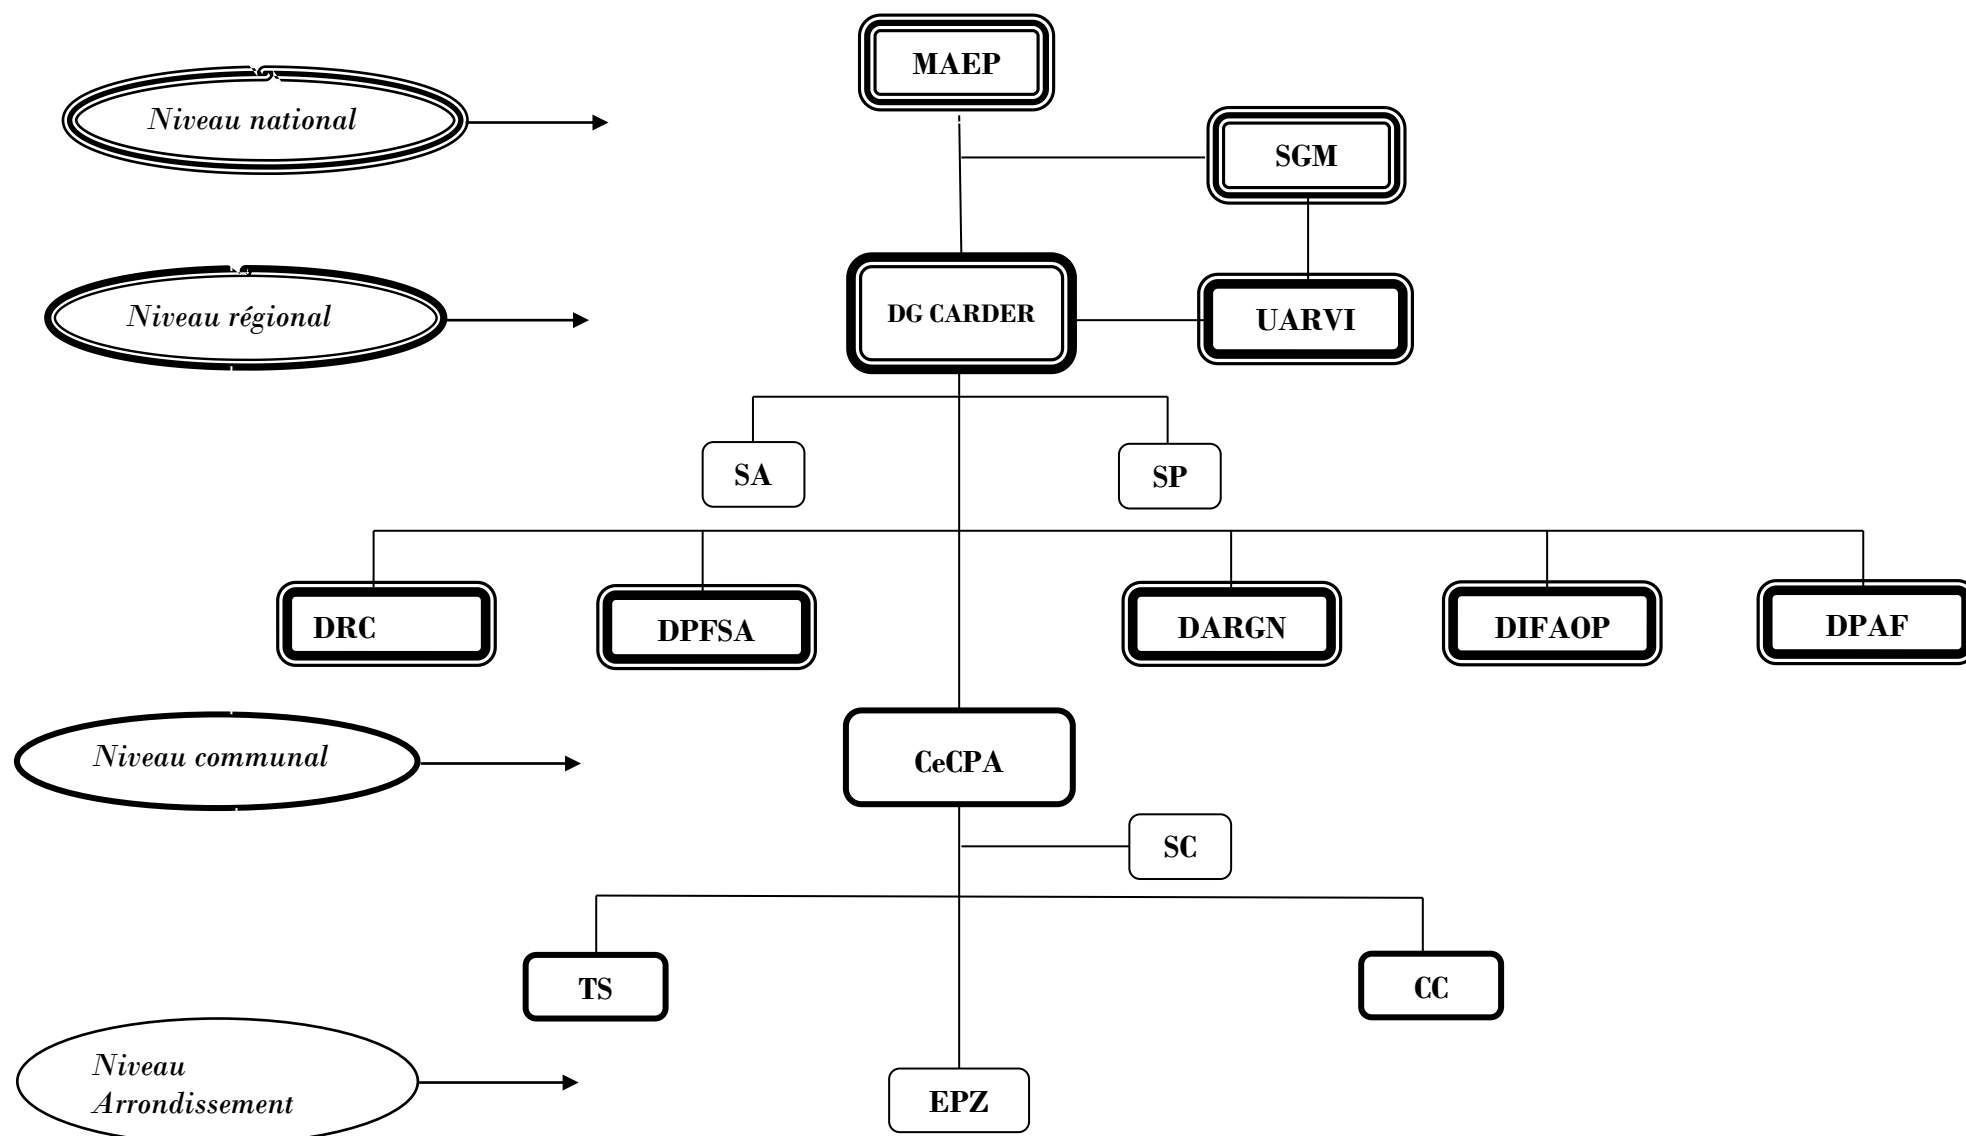 MAEP
Niveau national
SGM
Niveau régional
DG CARDER
UARVI
SA
SP
DRC
DPFSA
DARGN
DIFAOP
DPAF
Niveau communal
CeCPA
SC
TS
CC
Niveau
Arrondissement
EPZ